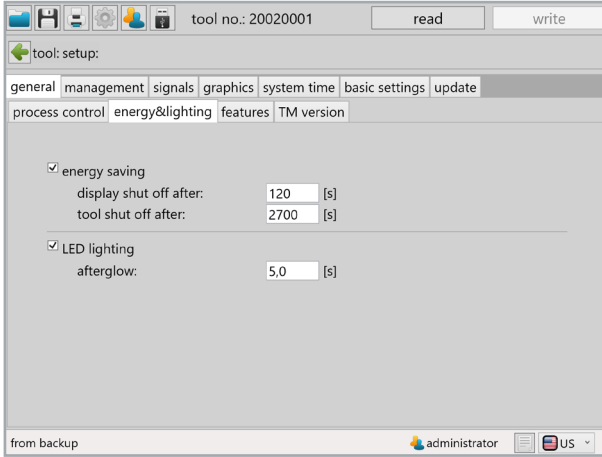 tool no.: 20020001 read write
tool: setup:
general management signals graphics system time basic settings update
process control energy&lighting features TM version
energy saving
display shut off after: 120 [s]
tool shut off after: 2700 [s]
LED lighting
afterglow: 5,0 [s]
from backup administrator US